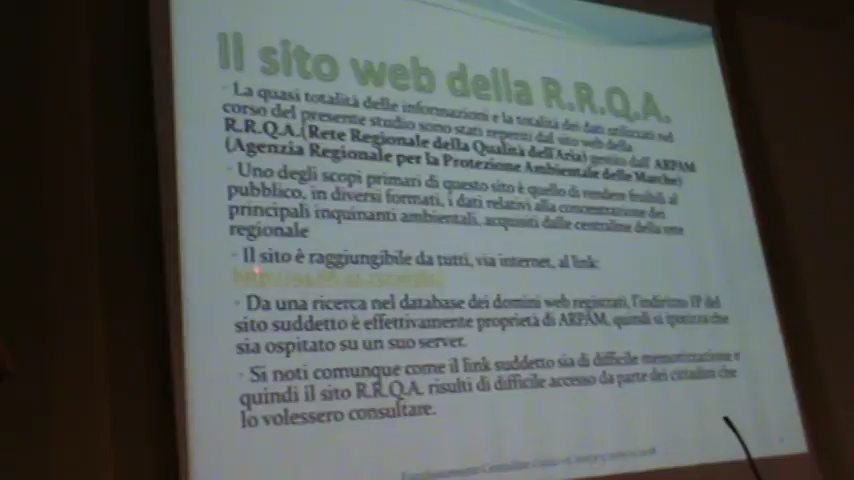 Il sito web della R.R.Q.A.
· La quasi totalità delle informazioni e la totalità dei dati utilizzati nel
corso del presente studio sono stati reperiti dal sito web della
R.R.Q.A.(Rete Regionale della Qualità dell'Aria) gestito dall' ARPAM
(Agenzia Regionale per la Protezione Ambientale delle Marche)
· Uno degli scopi primari di questo sito è quello di rendere fruibili al
pubblico, in diversi formati, i dati relativi alla concentrazione dei
principali inquinanti ambientali, acquisiti dalle centraline della rete
regionale
· Il sito è raggiungibile da tutti, via internet, al link:
· Da una ricerca nel database dei domini web registrati, l'indirizzo IP del
sito suddetto è effettivamente proprietà di ARPAM, quindi si ipotizza che
sia ospitato su un suo server.
· Si noti comunque come il link suddetto sia di difficile memorizzazione e
quindi il sito R.R.Q.A. risulti di difficile accesso da parte dei cittadini che
lo volessero consultare.